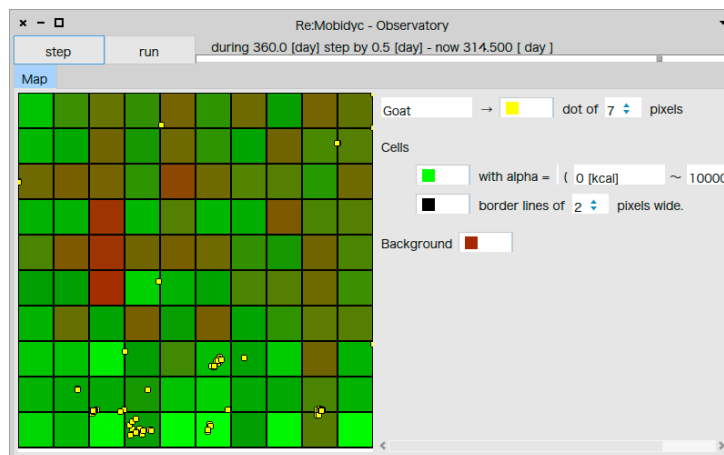 Re:Mobidyc - Observatory
step run during 360.0 [day] step by 0.5 [day] - now 314.500 [ day ]
Map
Goat → dot of 7 pixels
Cells
with alpha = ( 0 [kcal] ~ 10000
border lines of 2 pixels wide.
Background